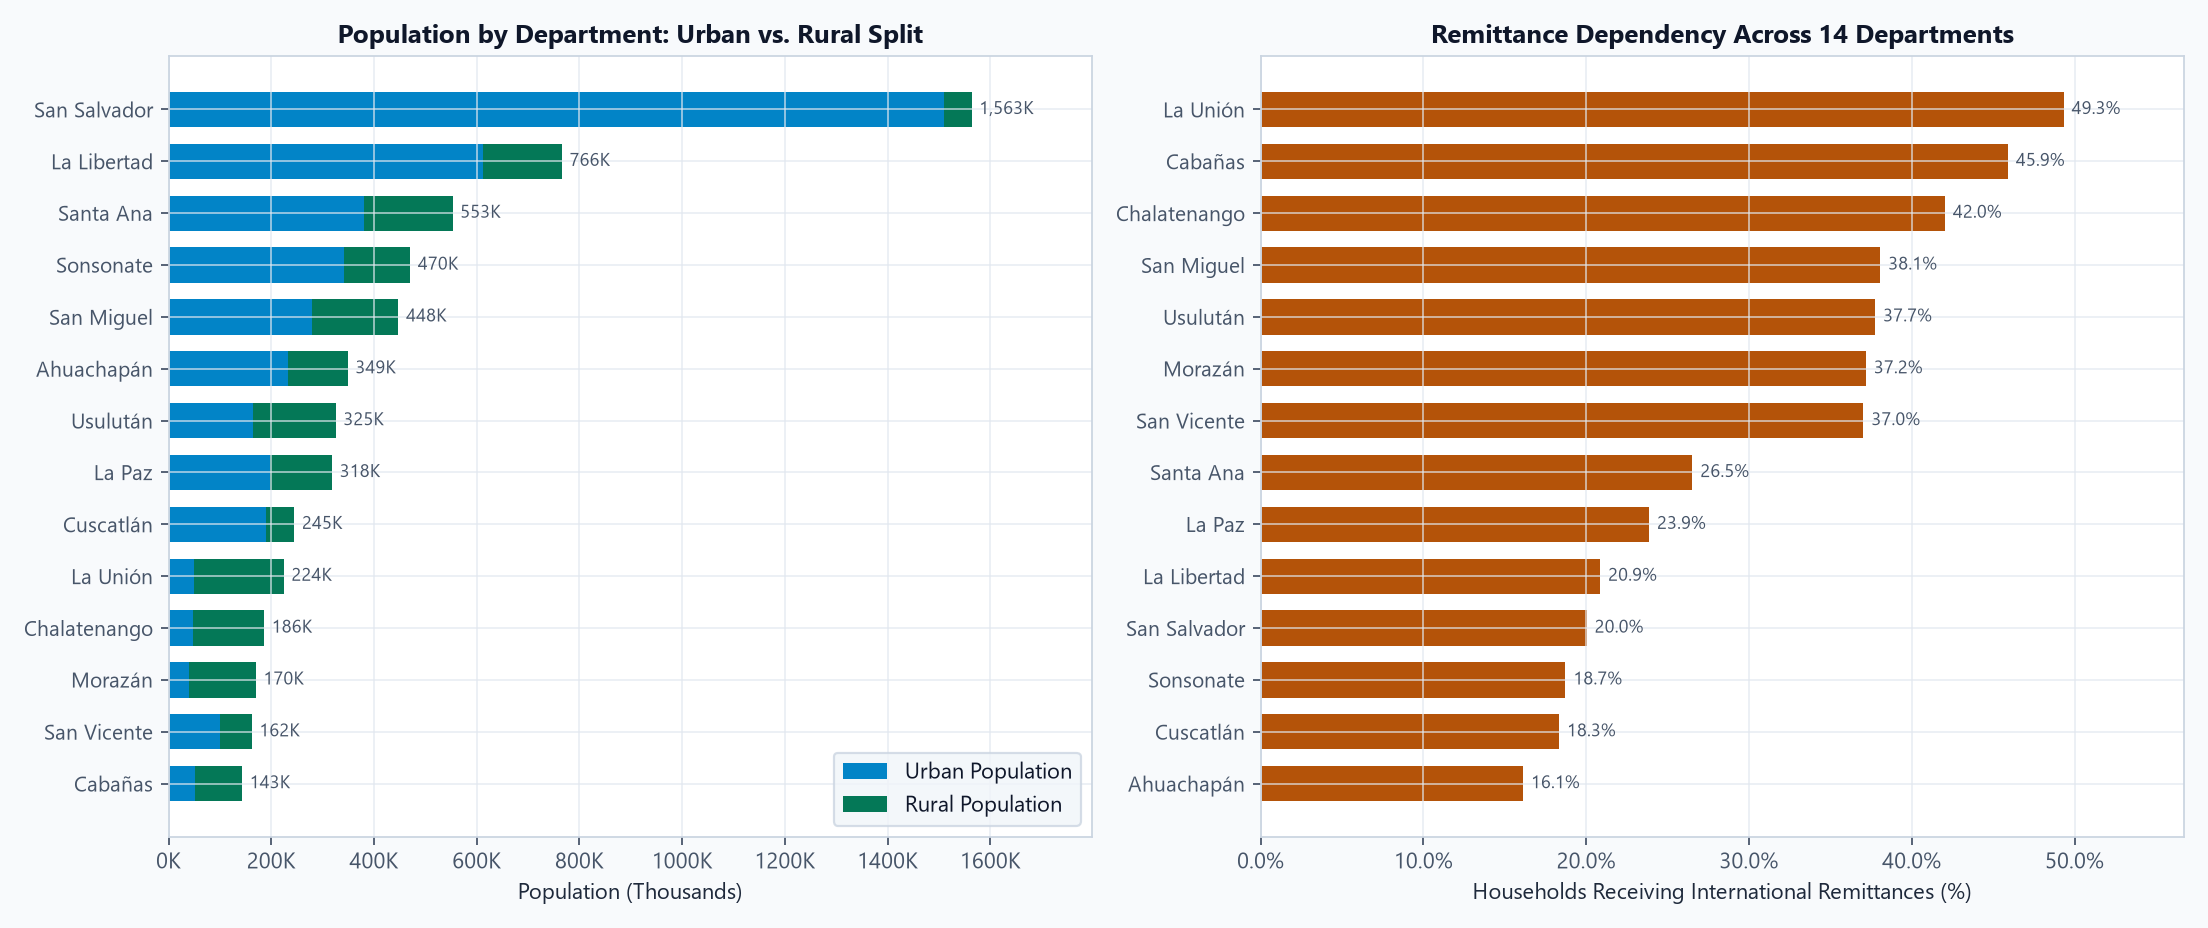 Population by Department: Urban vs. Rural Split
San Salvador
1,563K
La Libertad
766K
Santa Ana
553K
Sonsonate
470K
San Miguel
448K
Ahuachapán
349K
Usulután
325K
La Paz
318K
Cuscatlán
245K
La Unión
224K
Chalatenango
186K
Morazán
170K
San Vicente
162K
Cabañas
143K
Urban Population
Rural Population
0K 200K 400K 600K 800K 1000K 1200K 1400K 1600K
Population (Thousands)
Remittance Dependency Across 14 Departments
La Unión
49.3%
Cabañas
45.9%
Chalatenango
42.0%
San Miguel
38.1%
Usulután
37.7%
Morazán
37.2%
San Vicente
37.0%
Santa Ana
26.5%
La Paz
23.9%
La Libertad
20.9%
San Salvador
20.0%
Sonsonate
18.7%
Cuscatlán
18.3%
Ahuachapán
16.1%
0.0% 10.0% 20.0% 30.0% 40.0% 50.0%
Households Receiving International Remittances (%)